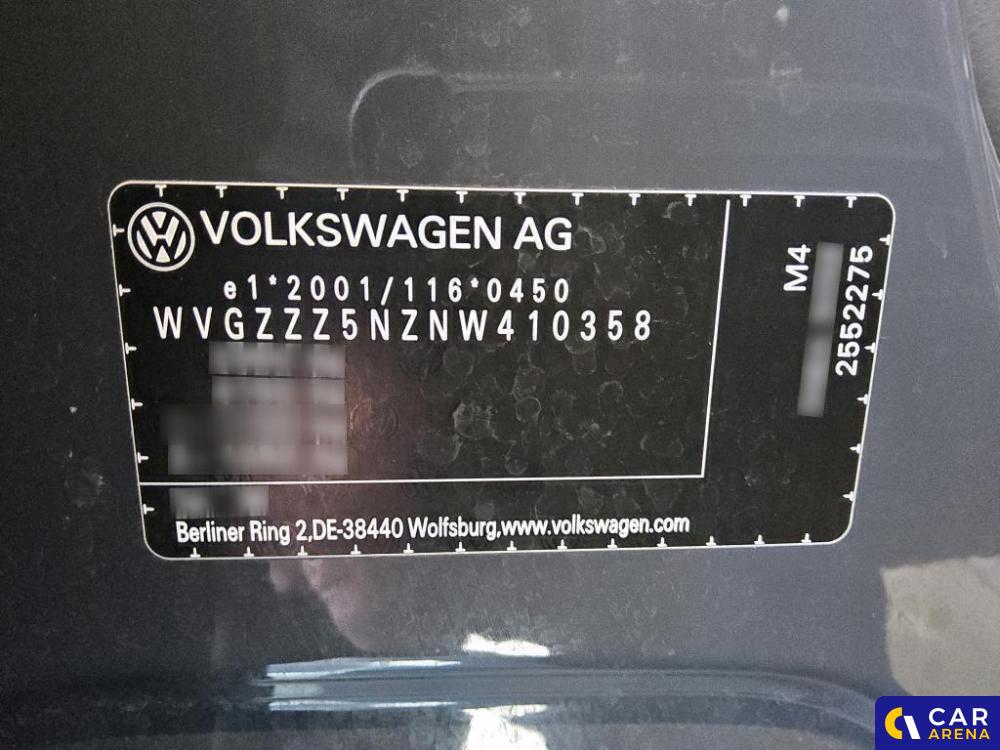 VOLKSWAGEN AG
e1*2001/116*0450
WVGZZZ5NZNW410358
Berliner Ring 2,DE-38440 Wolfsburg,www.volkswagen.com
M4
2552275
CAR
ARENA